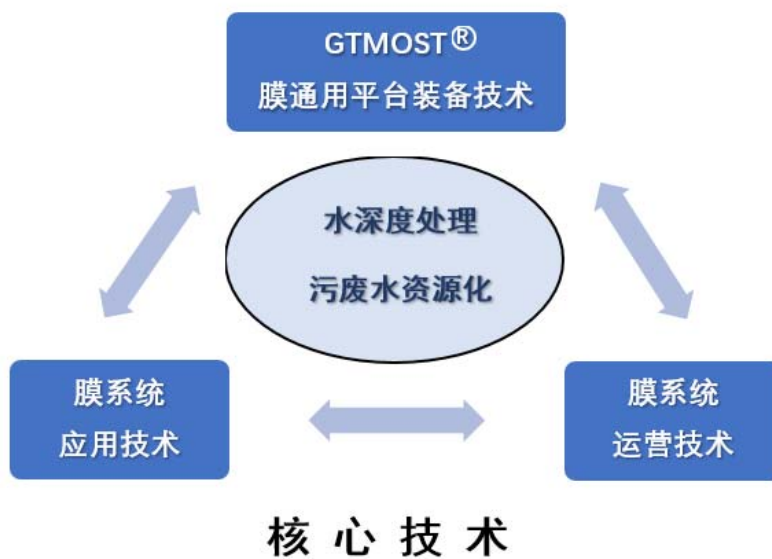 GTMOST®
膜通用平台装备技术
水深度处理
污废水资源化
膜系统
应用技术
膜系统
运营技术
核心技术